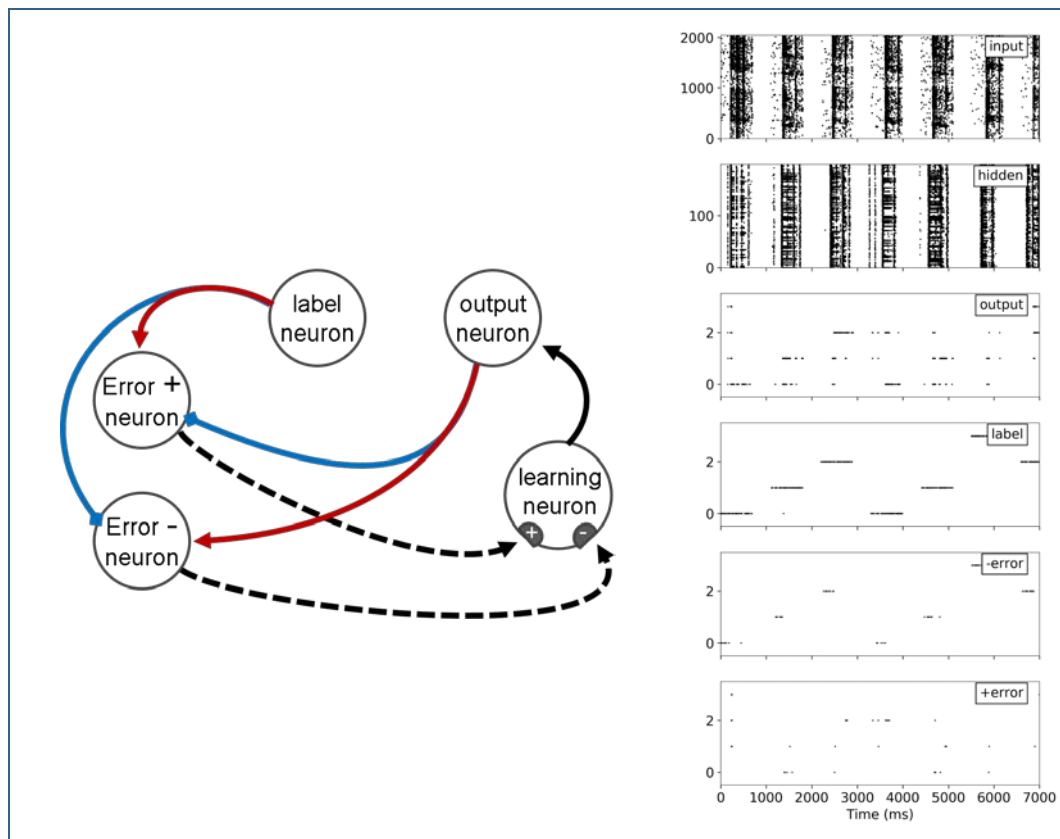 label
neuron
output
neuron
Error +
neuron
learning
neuron
+
-
Error -
neuron
2000
1000
0
input
100
0
hidden
2
0
output
2
0
label
2
0
-error
2
0
+error
0 1000 2000 3000 4000 5000 6000 7000
Time (ms)